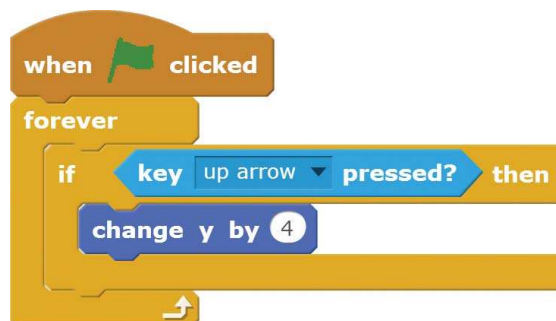 when clicked
forever
if key up arrow pressed? then
change y by 4